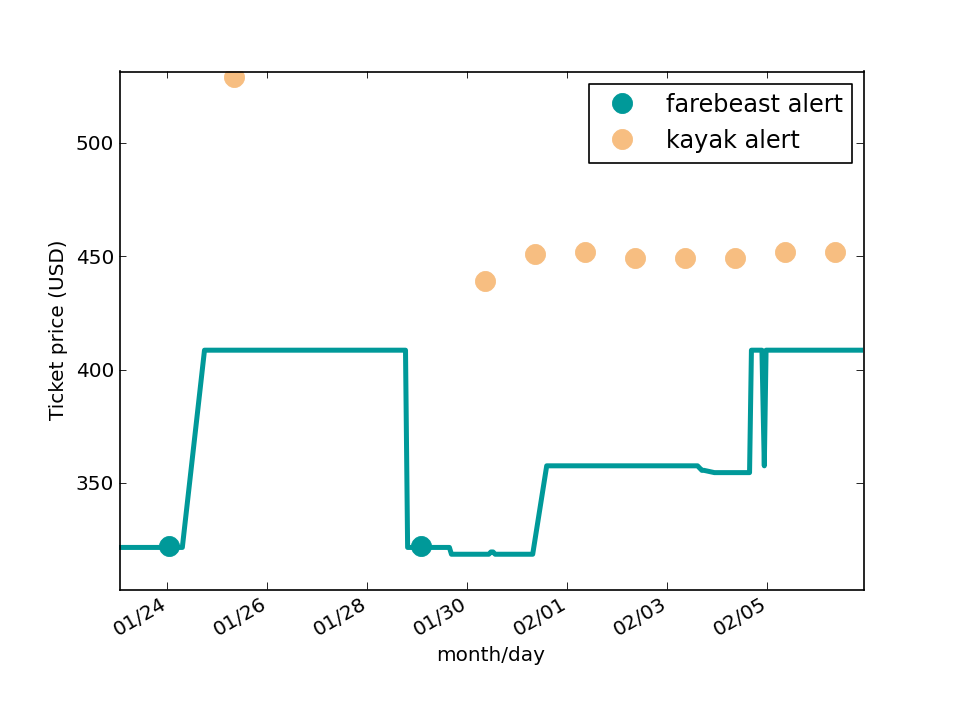 farebeast alert
kayak alert
500
450
400
350
Ticket price (USD)
01/24 01/26 01/28 01/30 02/01 02/03 02/05
month/day